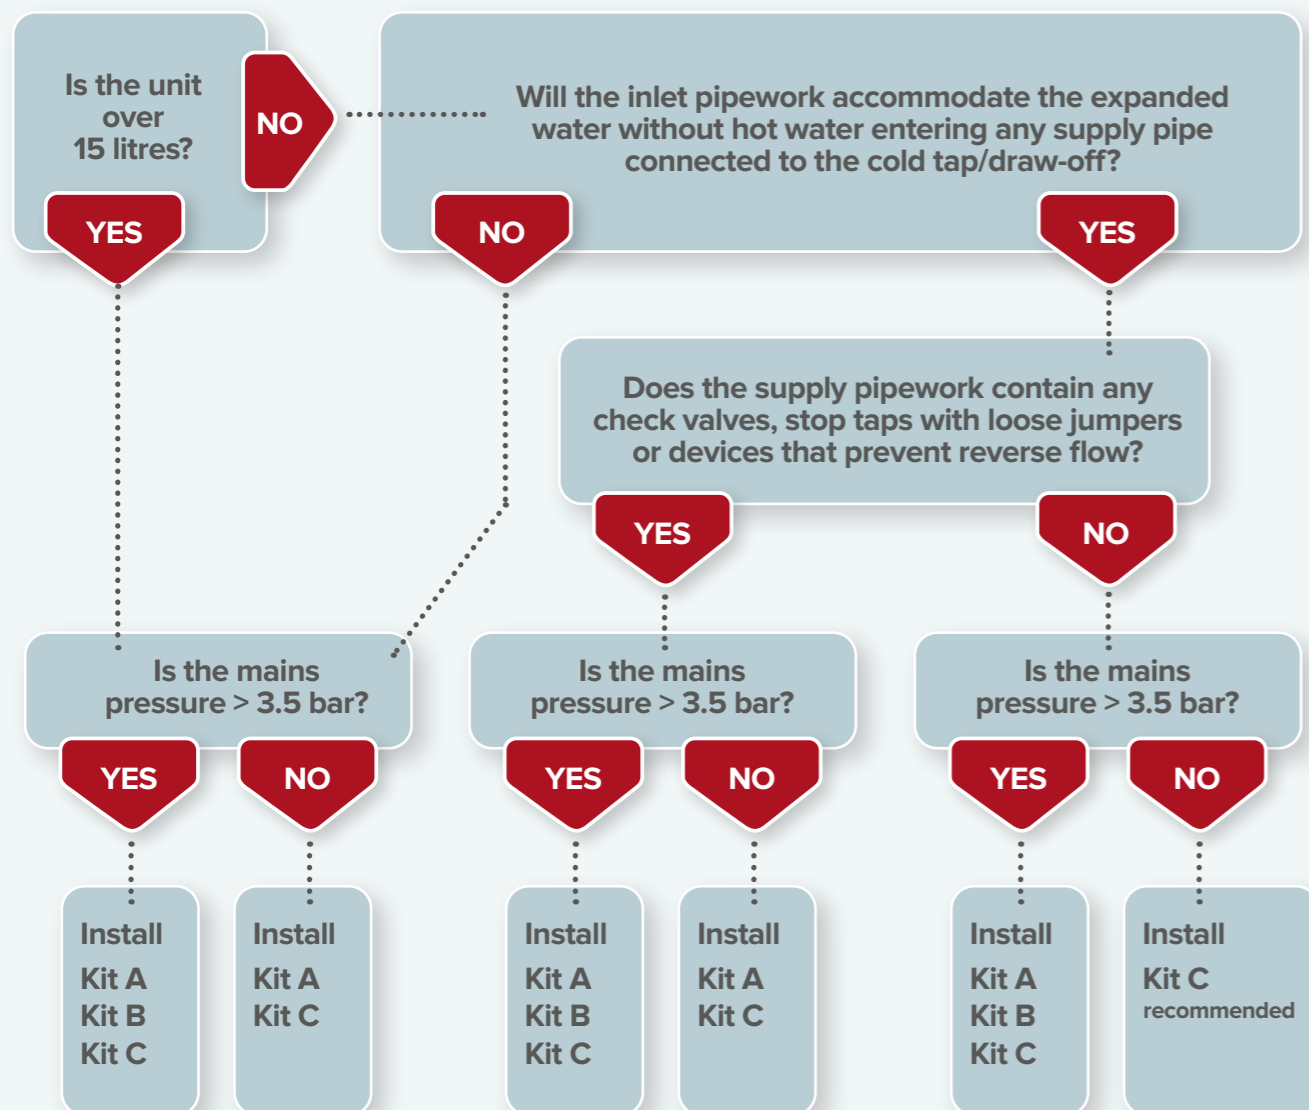 Is the unit
over
15 litres?
NO
YES
Will the inlet pipework accommodate the expanded
water without hot water entering any supply pipe
connected to the cold tap/draw-off?
NO
YES
Does the supply pipework contain any
check valves, stop taps with loose jumpers
or devices that prevent reverse flow?
YES
NO
Is the mains
pressure > 3.5 bar?
YES
NO
Is the mains
pressure > 3.5 bar?
YES
NO
Is the mains
pressure > 3.5 bar?
YES
NO
Install
Kit A
Kit B
Kit C
Install
Kit A
Kit C
Install
Kit A
Kit B
Kit C
Install
Kit A
Kit C
Install
Kit A
Kit B
Kit C
Install
Kit C
recommended